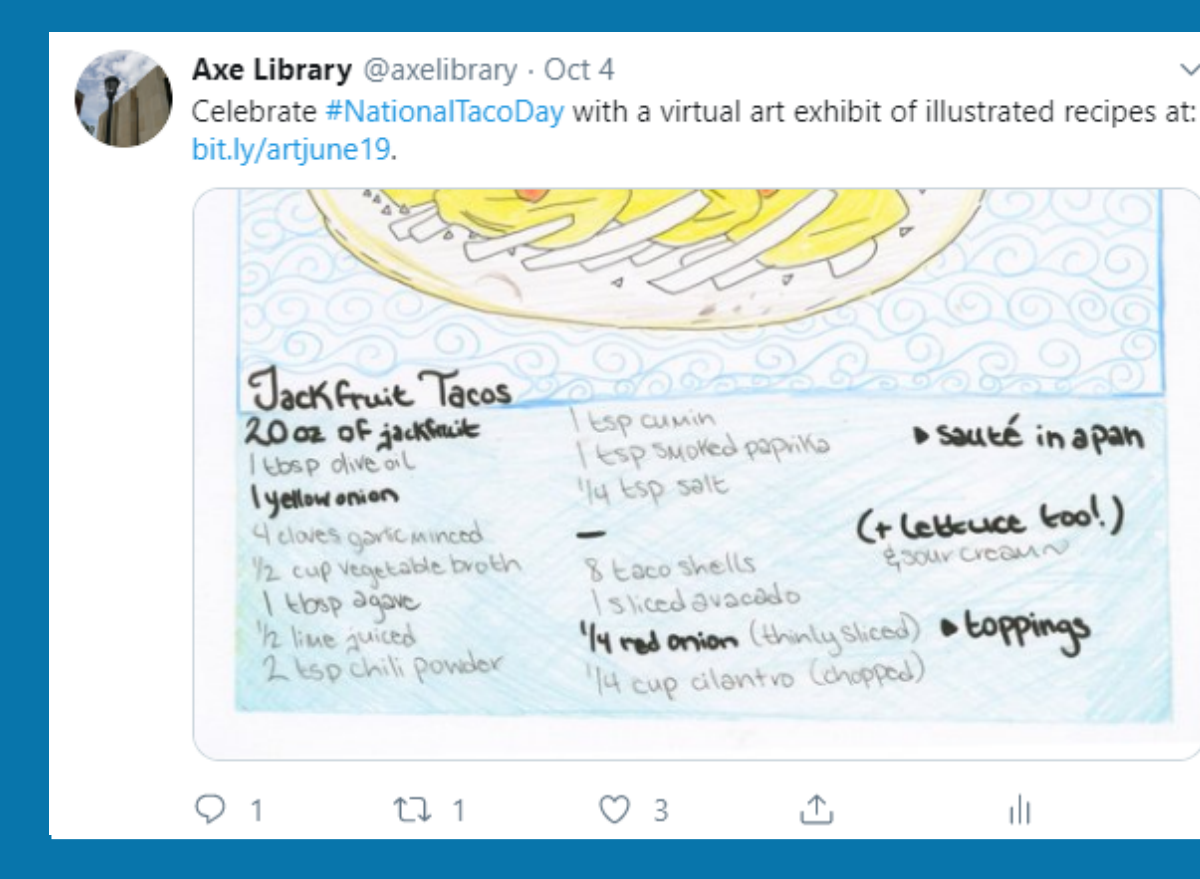 Axe Library @axelibrary · Oct 4
Celebrate #NationalTacoDay with a virtual art exhibit of illustrated recipes at:
bit.ly/artjune19.
Jackfruit Tacos
20 oz of jackfruit
1 tbsp olive oil
1 yellow onion
4 cloves garlic minced
1/2 cup vegetable broth
1 tbsp agave
1/2 lime juiced
2 tsp chili powder
1 tsp cumin
1 tsp smoked paprika
1/4 tsp salt
—
8 taco shells
1 sliced avacado
1/4 red onion (thinly sliced)
1/4 cup cilantro (chopped)
sauté in a pan
(+ lettuce too!)
& sour cream
toppings
1 1 3